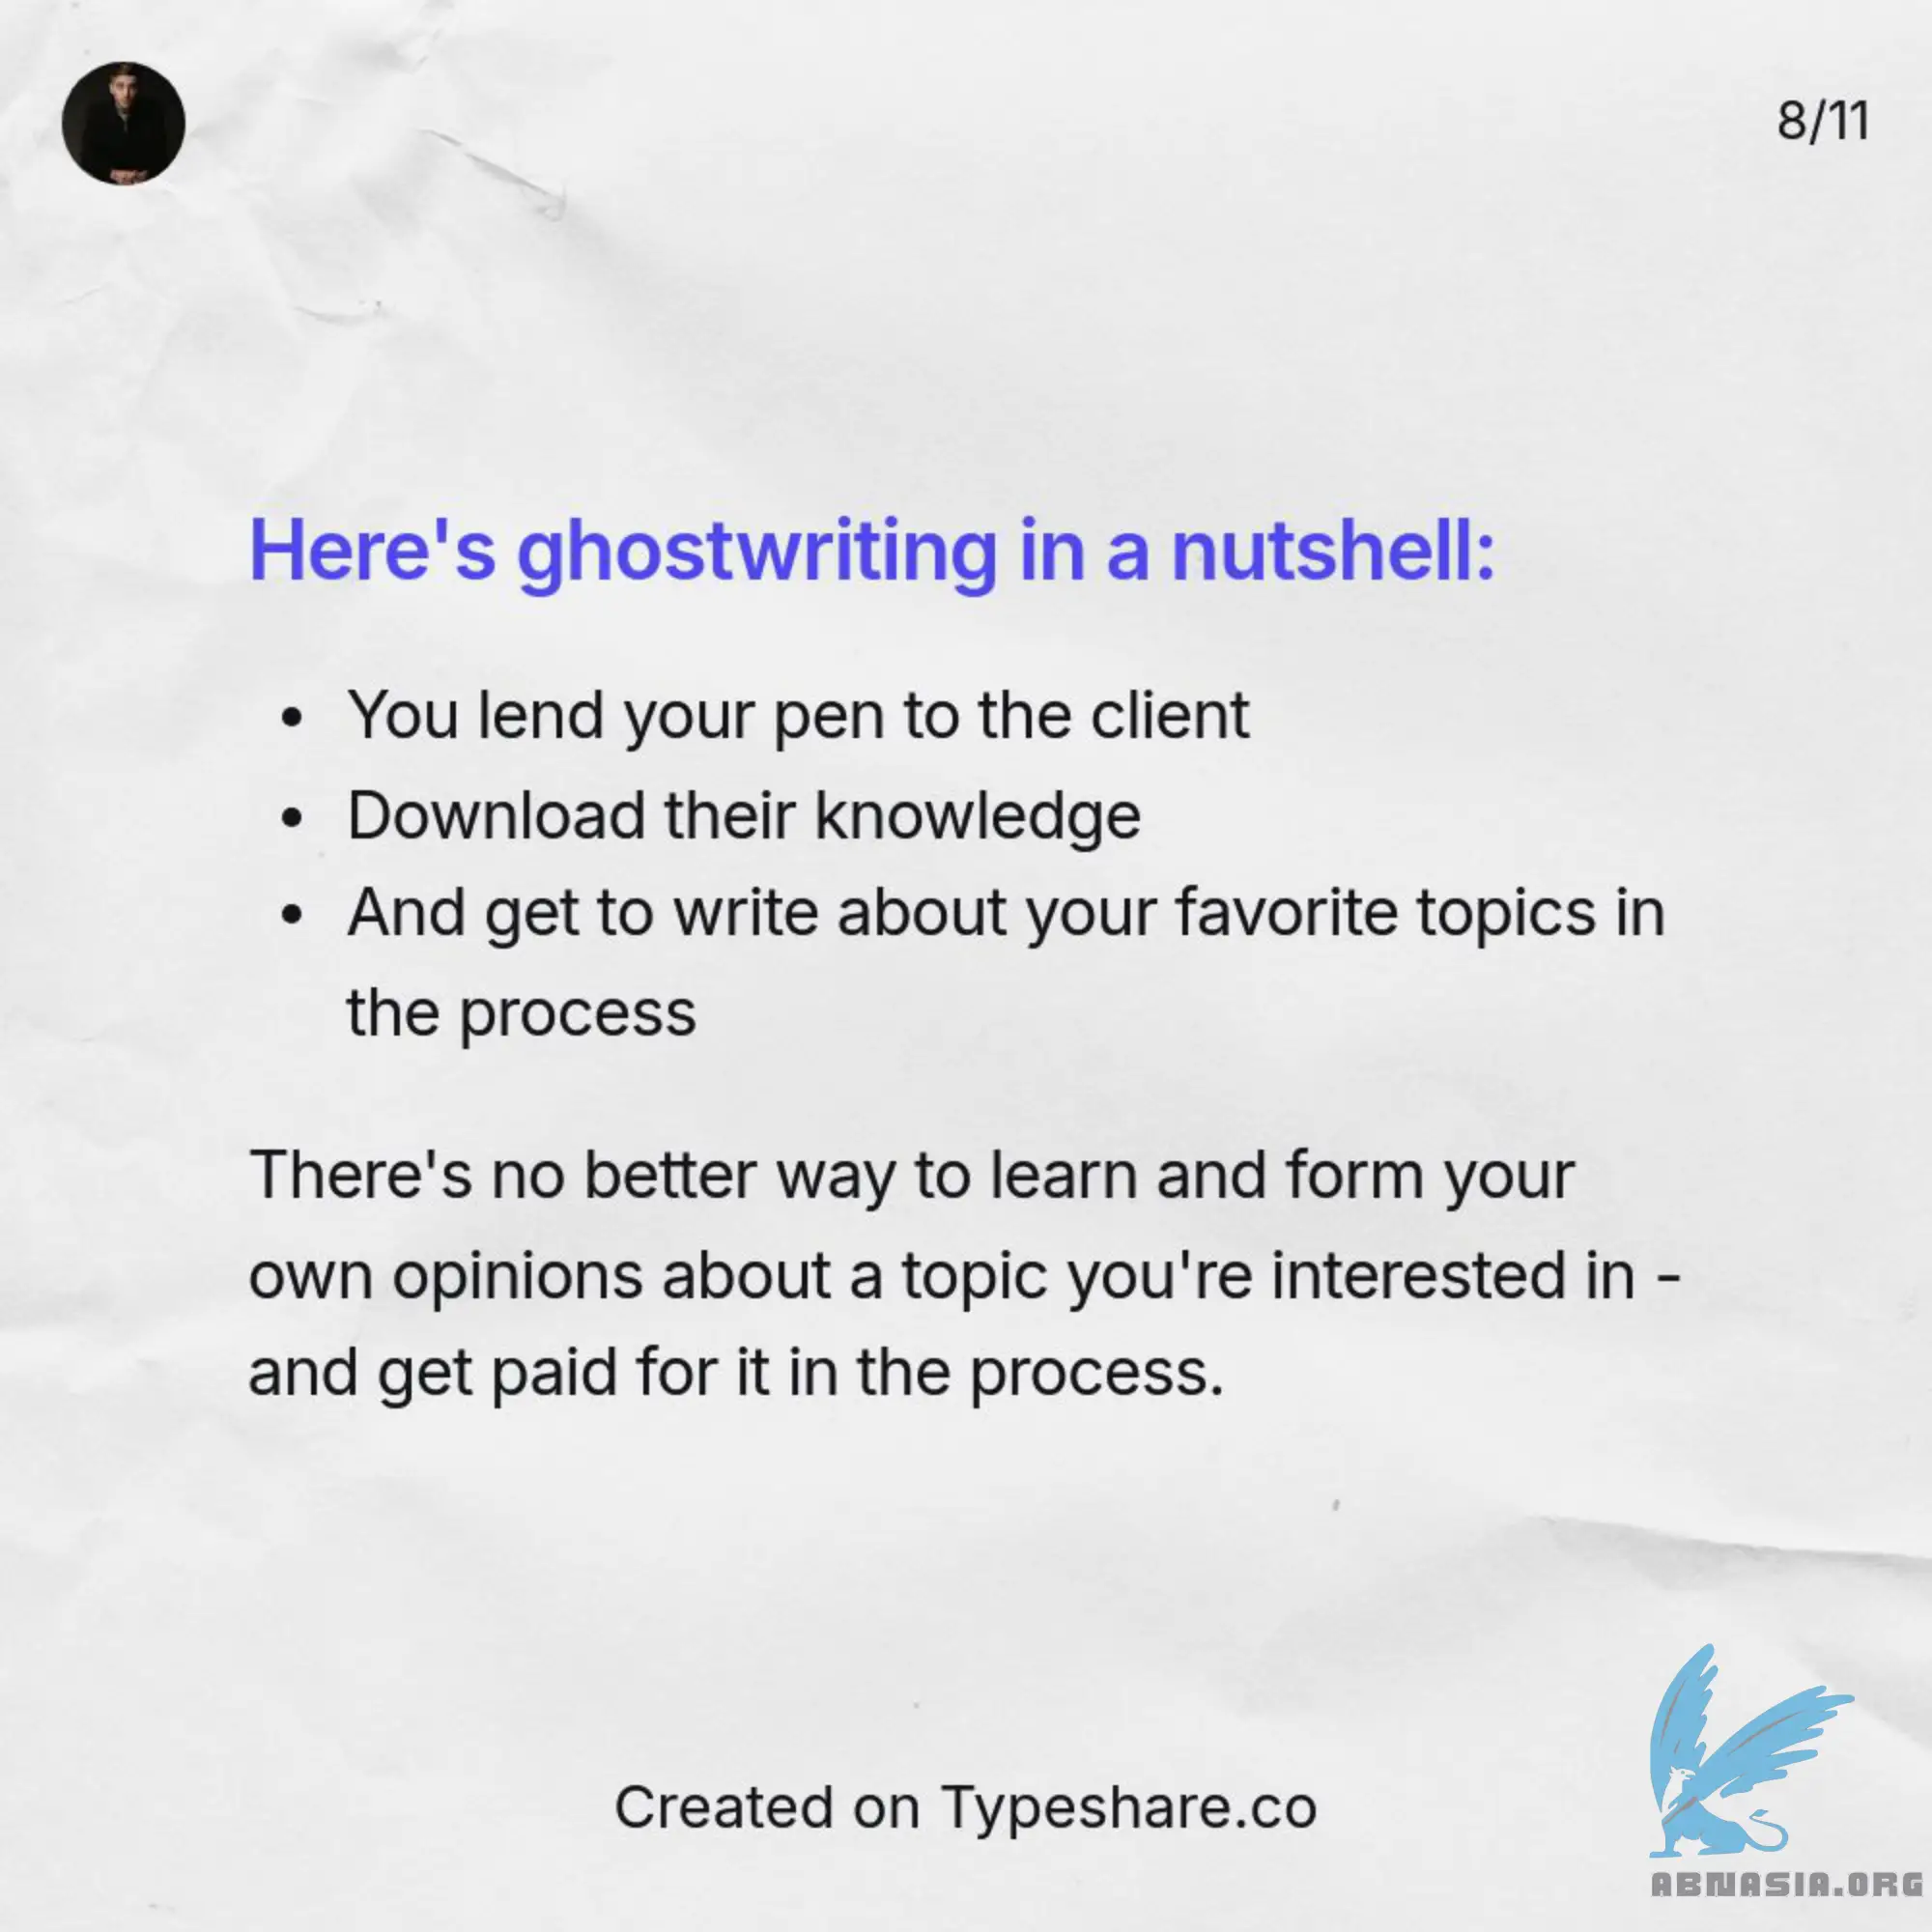 8/11
Here's ghostwriting in a nutshell:
• You lend your pen to the client
• Download their knowledge
• And get to write about your favorite topics in
the process
There's no better way to learn and form your
own opinions about a topic you're interested in -
and get paid for it in the process.
Created on Typeshare.co
ABNASIA.ORG